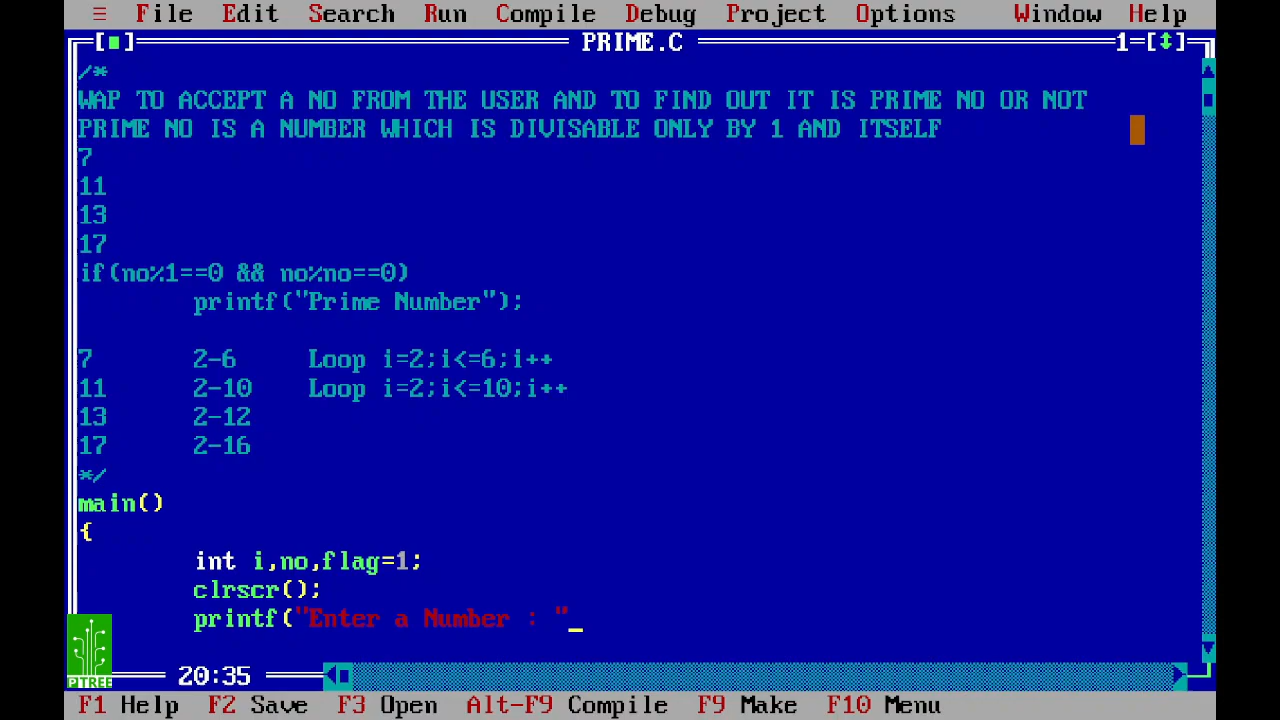 ≡ File Edit Search Run Compile Debug Project Options Window Help
[■] PRIME.C 1=[↕]
/*
WAP TO ACCEPT A NO FROM THE USER AND TO FIND OUT IT IS PRIME NO OR NOT
PRIME NO IS A NUMBER WHICH IS DIVISABLE ONLY BY 1 AND ITSELF
7
11
13
17
if(no%1==0 && no%no==0)
printf("Prime Number");
7 2-6 Loop i=2;i<=6;i++
11 2-10 Loop i=2;i<=10;i++
13 2-12
17 2-16
*/
main()
{
int i,no,flag=1;
clrscr();
printf("Enter a Number : "_
PITREE
20:35
F1 Help F2 Save F3 Open Alt-F9 Compile F9 Make F10 Menu